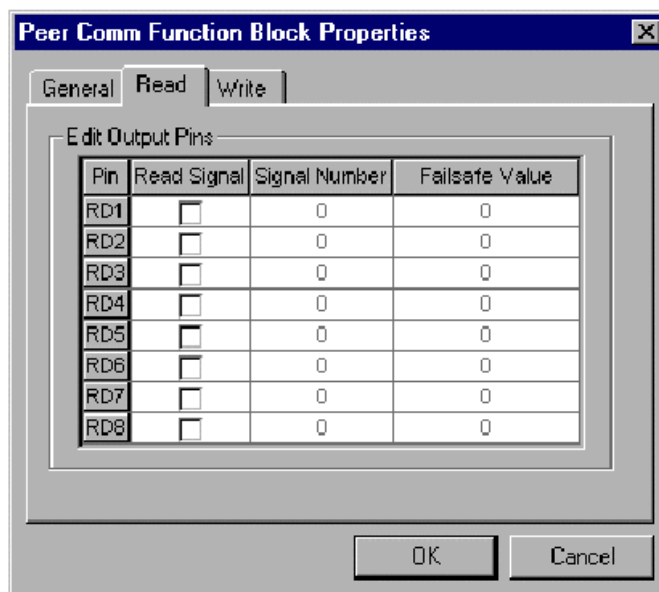 Peer Comm Function Block Properties
General Read Write
Edit Output Pins
Pin Read Signal Signal Number Failsafe Value
RD1 0 0
RD2 0 0
RD3 0 0
RD4 0 0
RD5 0 0
RD6 0 0
RD7 0 0
RD8 0 0
OK Cancel